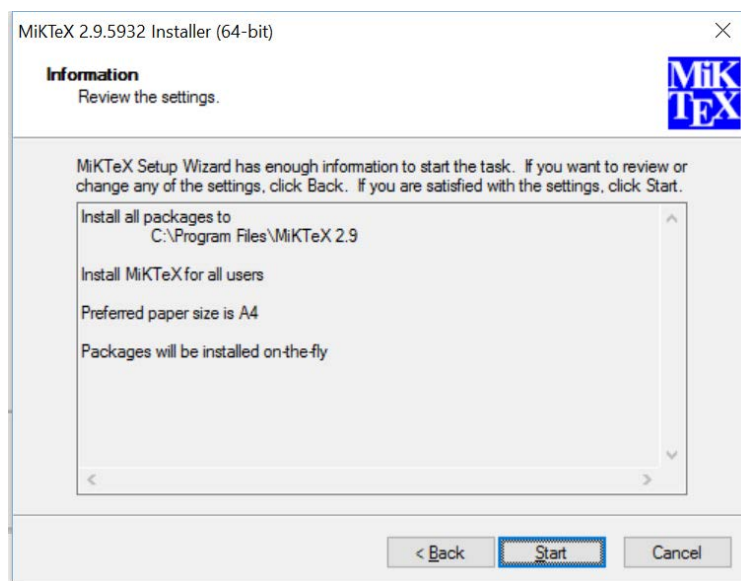 MiKTeX 2.9.5932 Installer (64-bit)
Information
Review the settings.
MiK
TEX
MiKTeX Setup Wizard has enough information to start the task. If you want to review or
change any of the settings, click Back. If you are satisfied with the settings, click Start.
Install all packages to
C:\Program Files\MiKTeX 2.9
Install MiKTeX for all users
Preferred paper size is A4
Packages will be installed on-the-fly
< Back
Start
Cancel